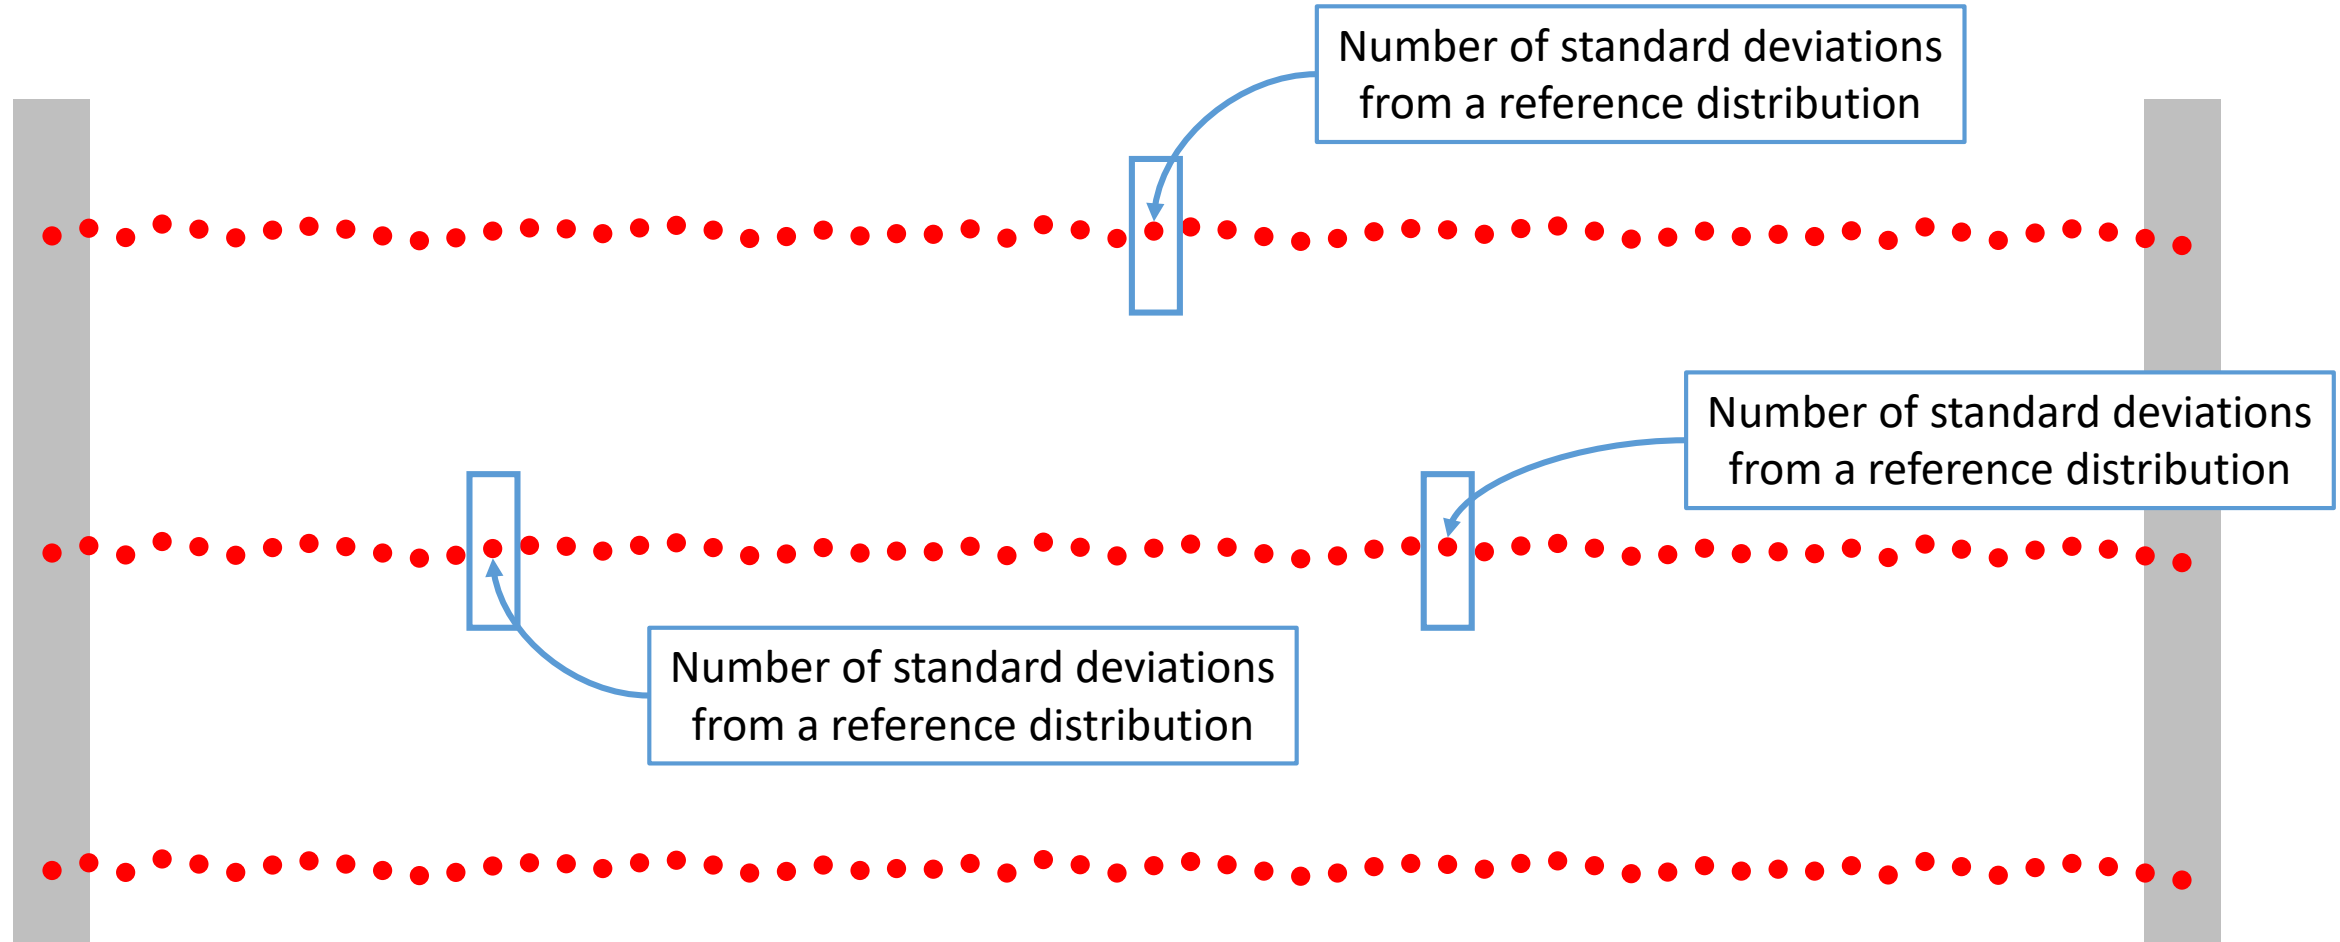 Number of standard deviations
from a reference distribution
Number of standard deviations
from a reference distribution
Number of standard deviations
from a reference distribution